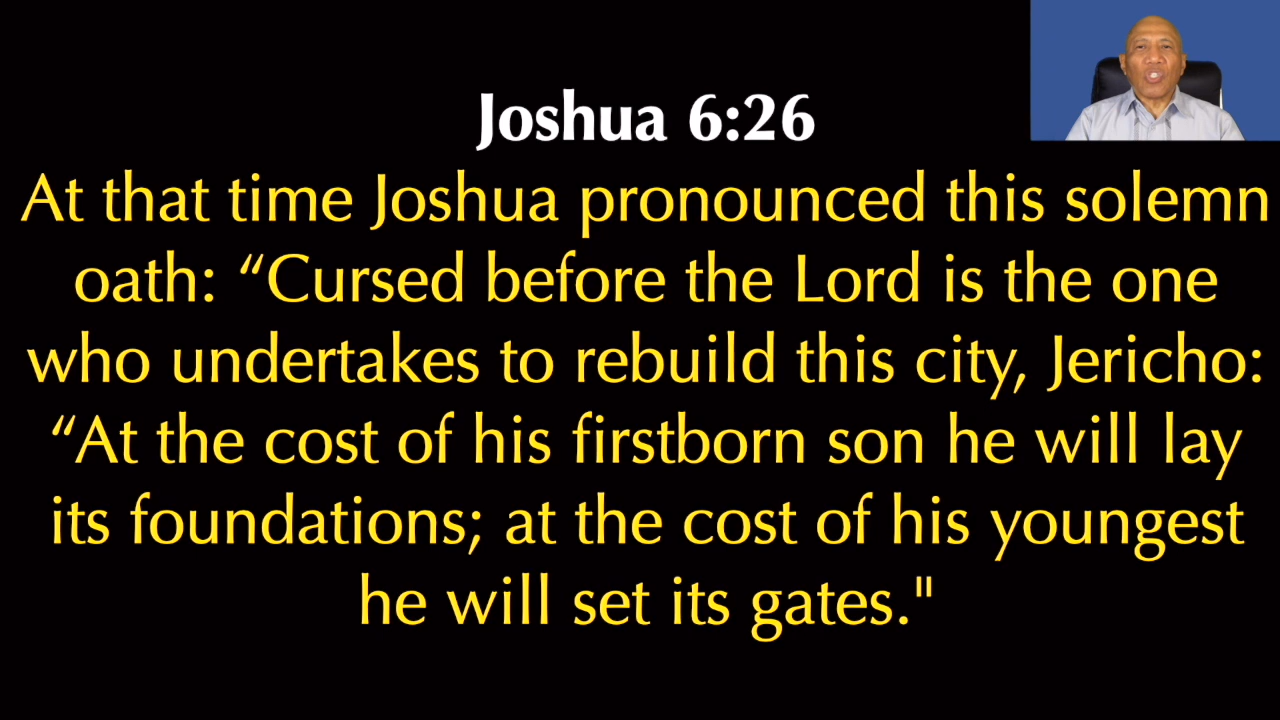 Joshua 6:26
At that time Joshua pronounced this solemn
oath: “Cursed before the Lord is the one
who undertakes to rebuild this city, Jericho:
“At the cost of his firstborn son he will lay
its foundations; at the cost of his youngest
he will set its gates."